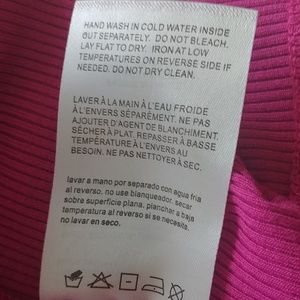 HAND WASH IN COLD WATER INSIDE
OUT SEPARATELY. DO NOT BLEACH.
LAY FLAT TO DRY. IRON AT LOW
TEMPERATURES ON REVERSE SIDE IF
NEEDED. DO NOT DRY CLEAN.
LAVER À LA MAIN À L'EAU FROIDE
À L'ENVERS SÉPARÉMENT. NE PAS
AJOUTER D'AGENT DE BLANCHIMENT.
SÉCHER À PLAT. REPASSER À BASSE
TEMPÉRATURE À L'ENVERS AU
BESOIN. NE PAS NETTOYER À SEC.
lavar a mano por separado con agua fria
al reverso. no use blanqueador. secar
sobre superficie plana. planchar a baja
temperatura al reverso si se necesita.
no lavar en seco.